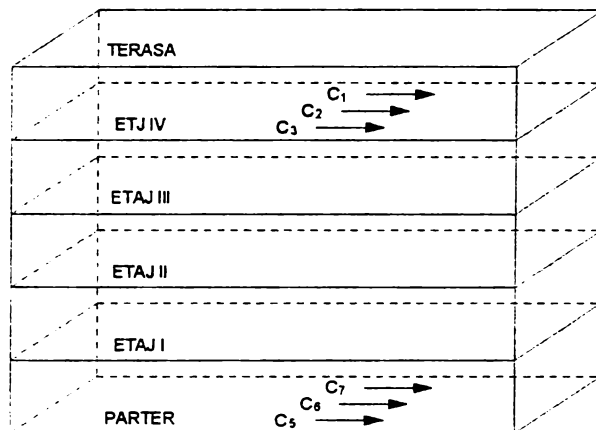 TERASA
C₁
C₂
C₃
ETJ IV
ETAJ III
ETAJ II
ETAJ I
C₇
C₆
C₅
PARTER